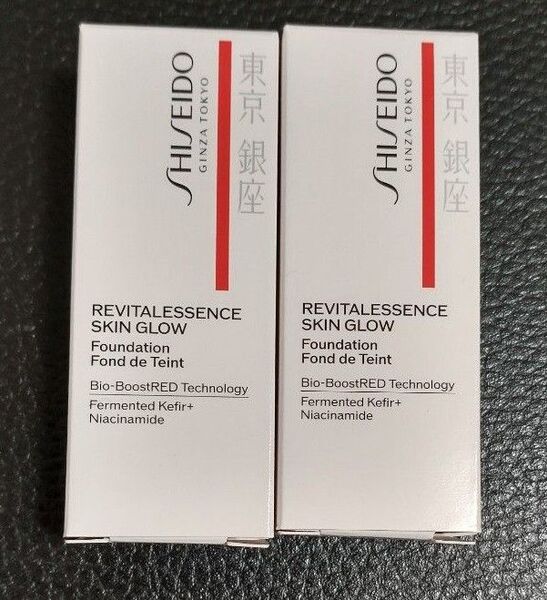 SHISEIDO
GINZA TOKYO
東京 銀座
REVITALESSENCE
SKIN GLOW
Foundation
Fond de Teint
Bio-BoostRED Technology
Fermented Kefir+
Niacinamide
SHISEIDO
GINZA TOKYO
東京 銀座
REVITALESSENCE
SKIN GLOW
Foundation
Fond de Teint
Bio-BoostRED Technology
Fermented Kefir+
Niacinamide